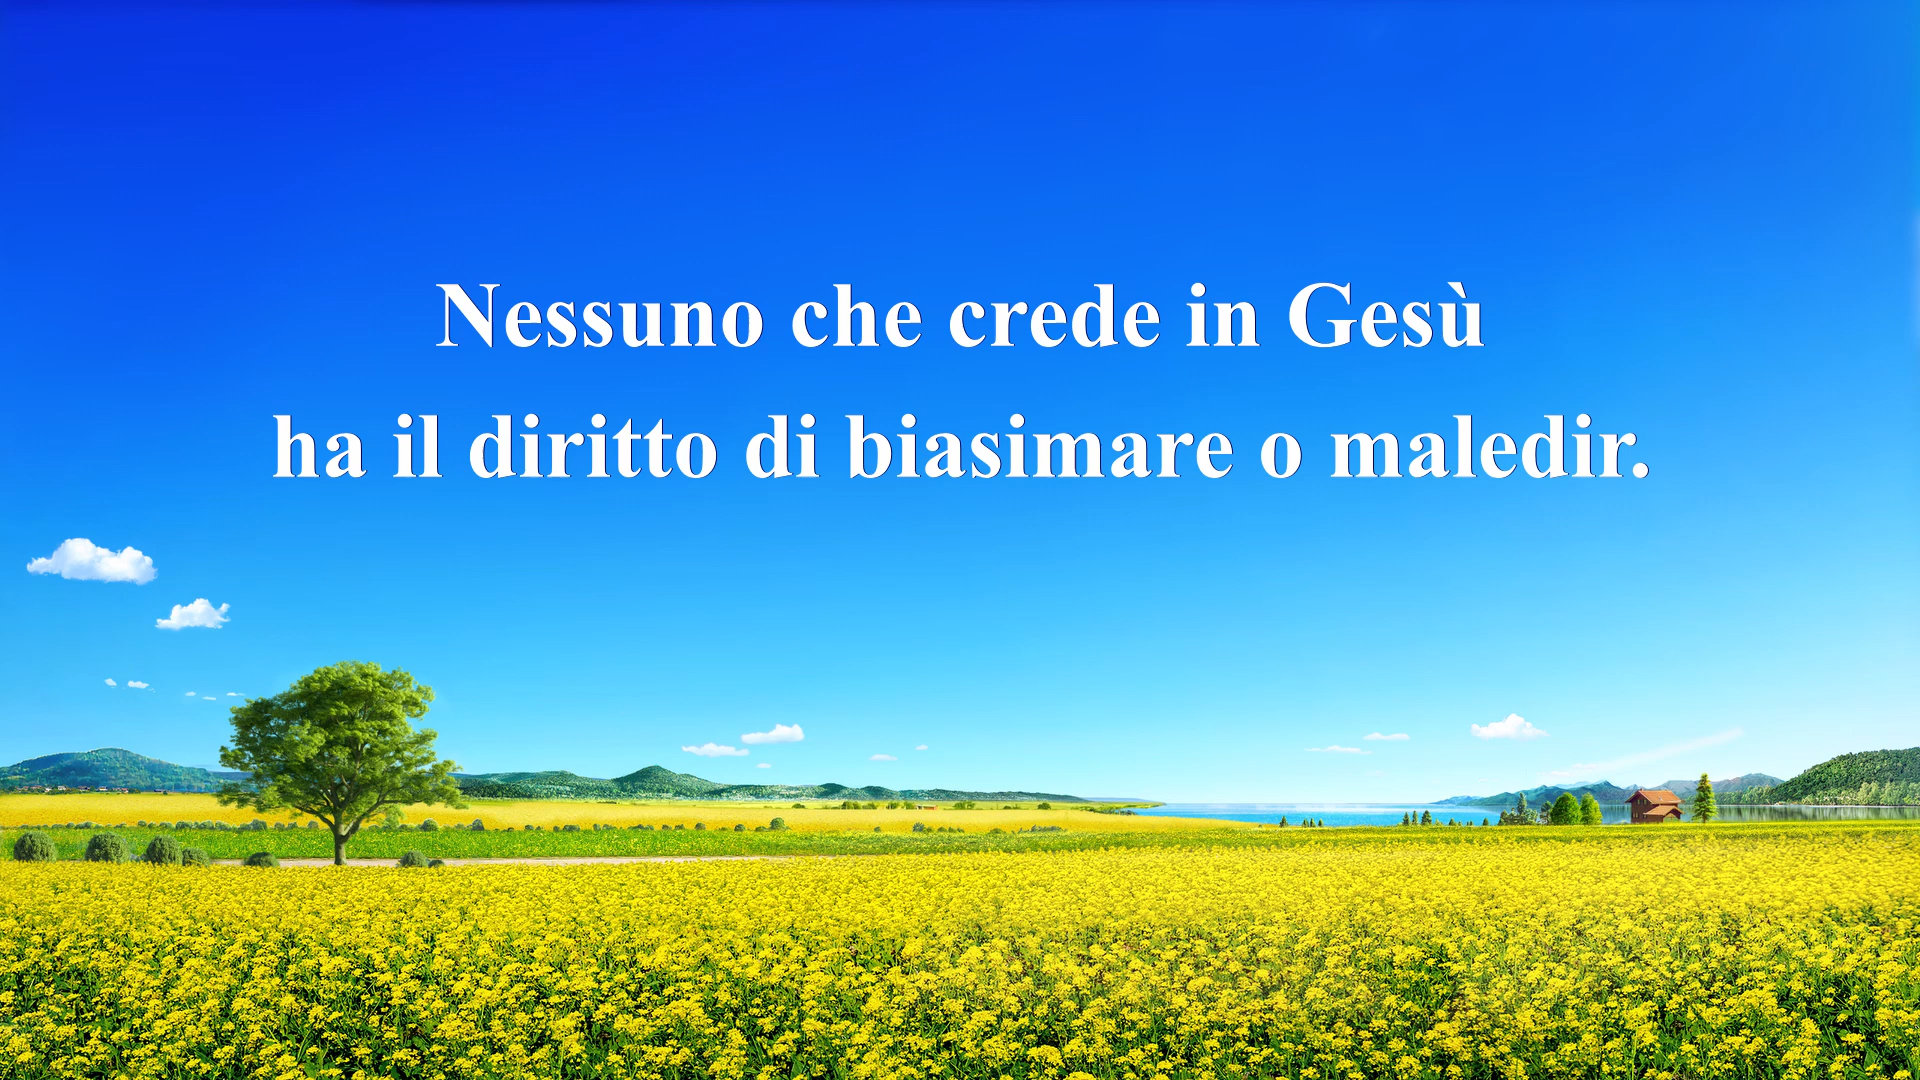 Nessuno che crede in Gesù
ha il diritto di biasimare o maledir.